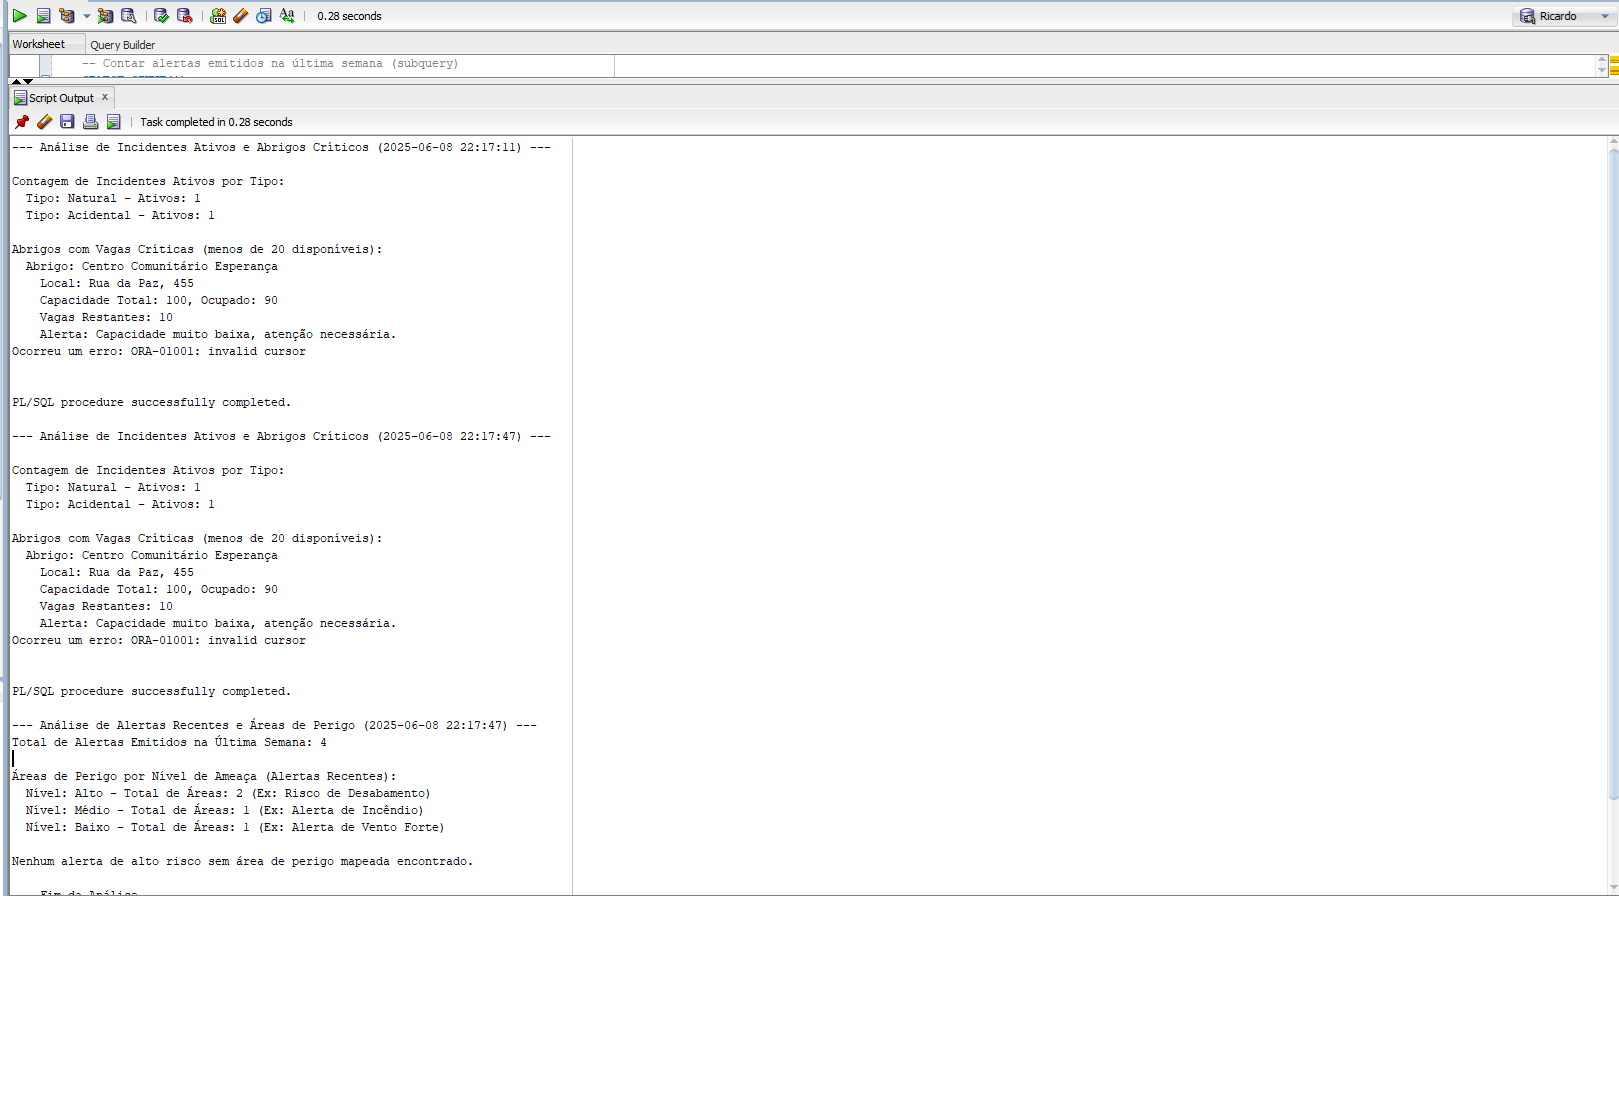 0.28 seconds
Ricardo
Worksheet
Query Builder
-- Contar alertas emitidos na última semana (subquery)
Script Output x
Task completed in 0.28 seconds
--- Análise de Incidentes Ativos e Abrigos Críticos (2025-06-08 22:17:11) ---
Contagem de Incidentes Ativos por Tipo:
Tipo: Natural - Ativos: 1
Tipo: Acidental - Ativos: 1
Abrigos com Vagas Críticas (menos de 20 disponíveis):
Abrigo: Centro Comunitário Esperança
Local: Rua da Paz, 455
Capacidade Total: 100, Ocupado: 90
Vagas Restantes: 10
Alerta: Capacidade muito baixa, atenção necessária.
Ocorreu um erro: ORA-01001: invalid cursor
PL/SQL procedure successfully completed.
--- Análise de Incidentes Ativos e Abrigos Críticos (2025-06-08 22:17:47) ---
Contagem de Incidentes Ativos por Tipo:
Tipo: Natural - Ativos: 1
Tipo: Acidental - Ativos: 1
Abrigos com Vagas Críticas (menos de 20 disponíveis):
Abrigo: Centro Comunitário Esperança
Local: Rua da Paz, 455
Capacidade Total: 100, Ocupado: 90
Vagas Restantes: 10
Alerta: Capacidade muito baixa, atenção necessária.
Ocorreu um erro: ORA-01001: invalid cursor
PL/SQL procedure successfully completed.
--- Análise de Alertas Recentes e Áreas de Perigo (2025-06-08 22:17:47) ---
Total de Alertas Emitidos na Última Semana: 4
Áreas de Perigo por Nível de Ameaça (Alertas Recentes):
Nível: Alto - Total de Áreas: 2 (Ex: Risco de Desabamento)
Nível: Médio - Total de Áreas: 1 (Ex: Alerta de Incêndio)
Nível: Baixo - Total de Áreas: 1 (Ex: Alerta de Vento Forte)
Nenhum alerta de alto risco sem área de perigo mapeada encontrado.
Fim da Análise